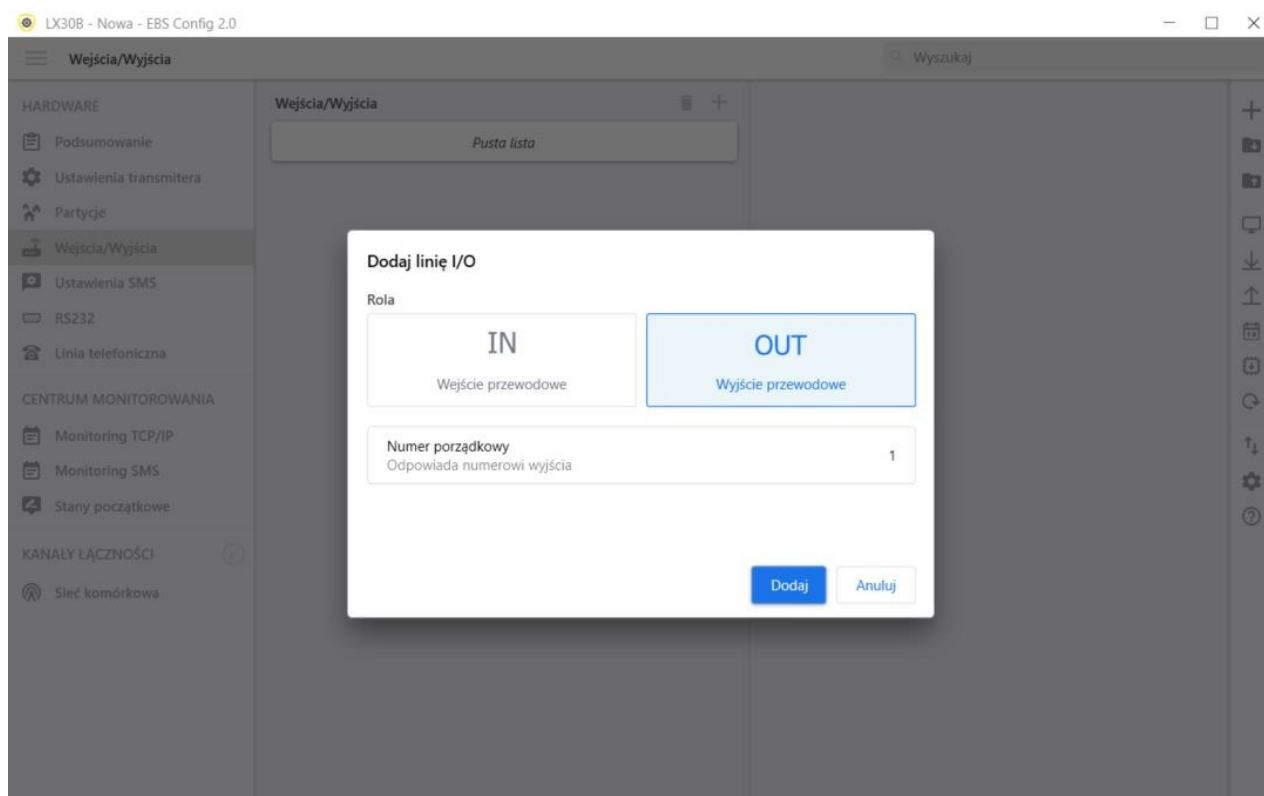 LX30B - Nowa - EBS Config 2.0
Wejścia/Wyjścia
Wyszukaj
HARDWARE
Podsumowanie
Ustawienia transmitera
Partycje
Wejścia/Wyjścia
Ustawienia SMS
RS232
Linia telefoniczna
CENTRUM MONITOROWANIA
Monitoring TCP/IP
Monitoring SMS
Stany początkowe
KANAŁY ŁĄCZNOŚCI
Sieć komórkowa
Wejścia/Wyjścia
Pusta lista
Dodaj linię I/O
Rola
IN
Wejście przewodowe
OUT
Wyjście przewodowe
Numer porządkowy
Odpowiada numerowi wyjścia
1
Dodaj
Anuluj